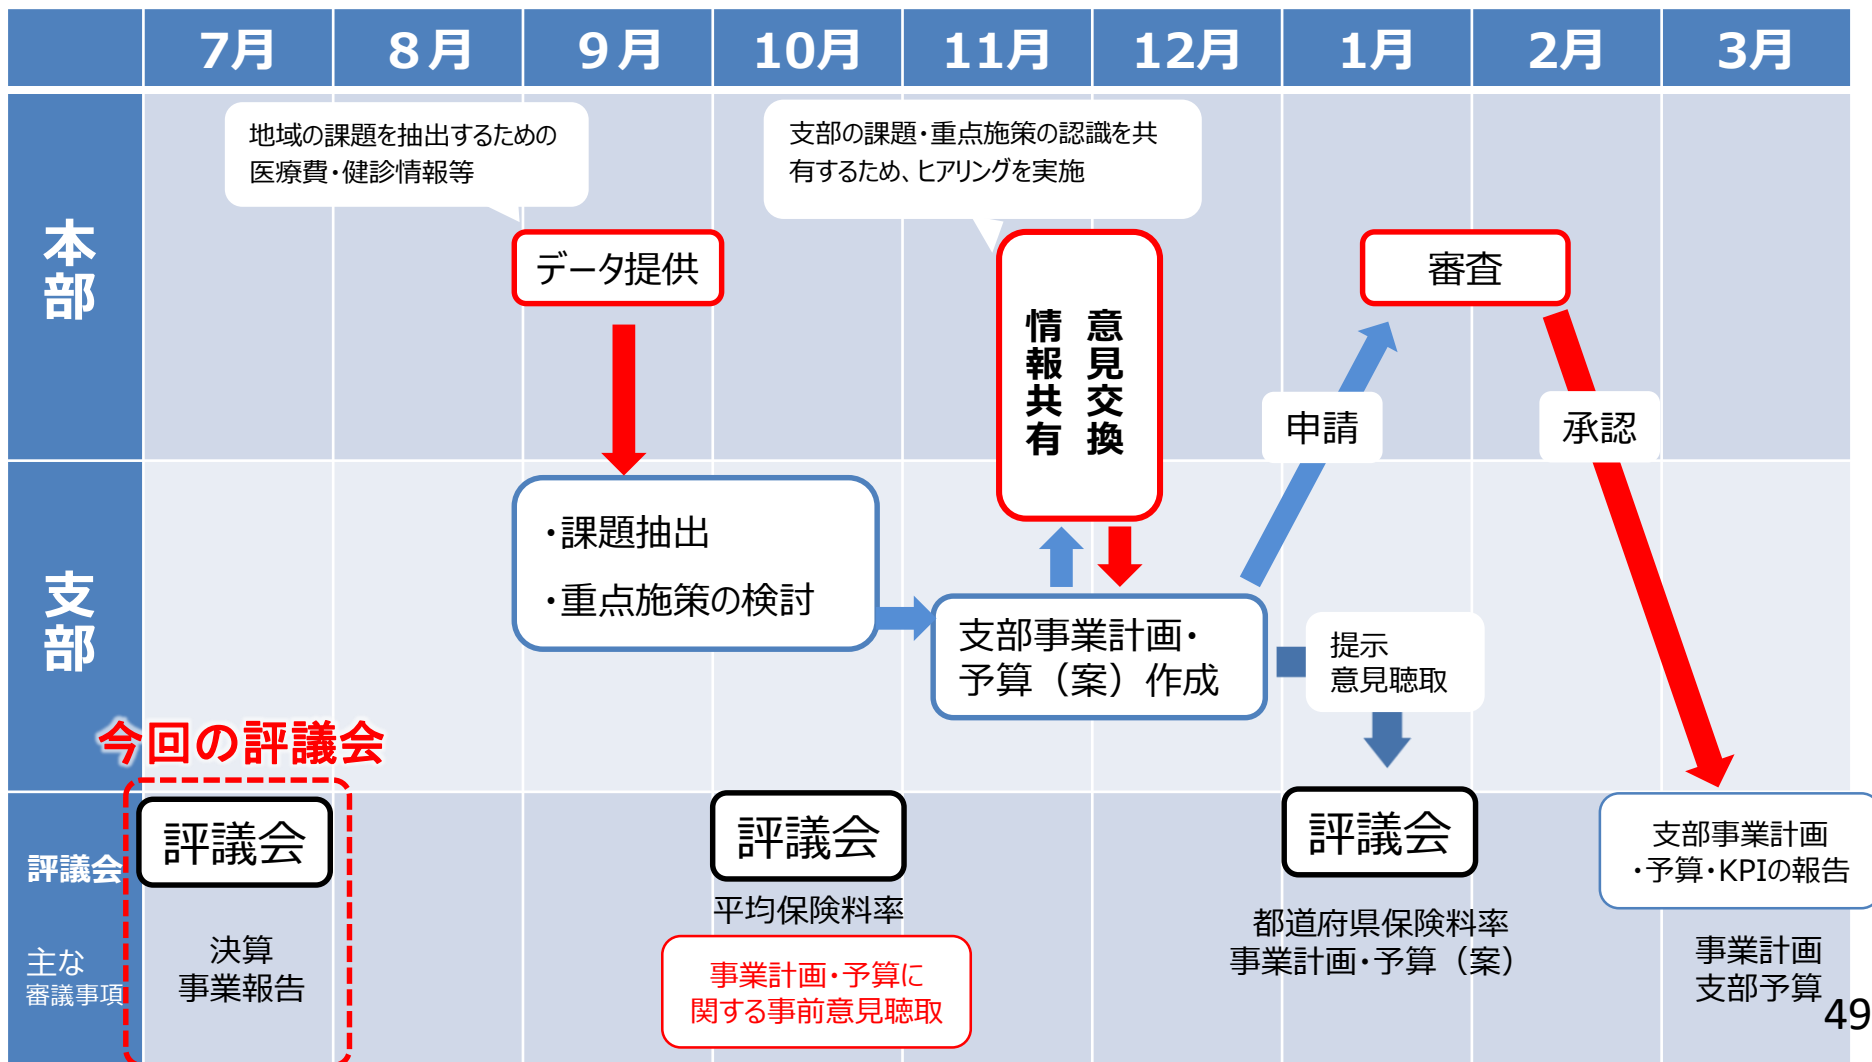 7月
8月
9月
10月
11月
12月
1月
2月
3月
本部
地域の課題を抽出するための
医療費・健診情報等
支部の課題・重点施策の認識を共
有するため、ヒアリングを実施
データ提供
意見交換
情報共有
審査
申請
承認
支部
・課題抽出
・重点施策の検討
支部事業計画・
予算（案）作成
提示
意見聴取
今回の評議会
評議会
主な
審議事項
評議会
決算
事業報告
評議会
平均保険料率
事業計画・予算に
関する事前意見聴取
評議会
都道府県保険料率
事業計画・予算（案）
支部事業計画
・予算・KPIの報告
事業計画
支部予算
49